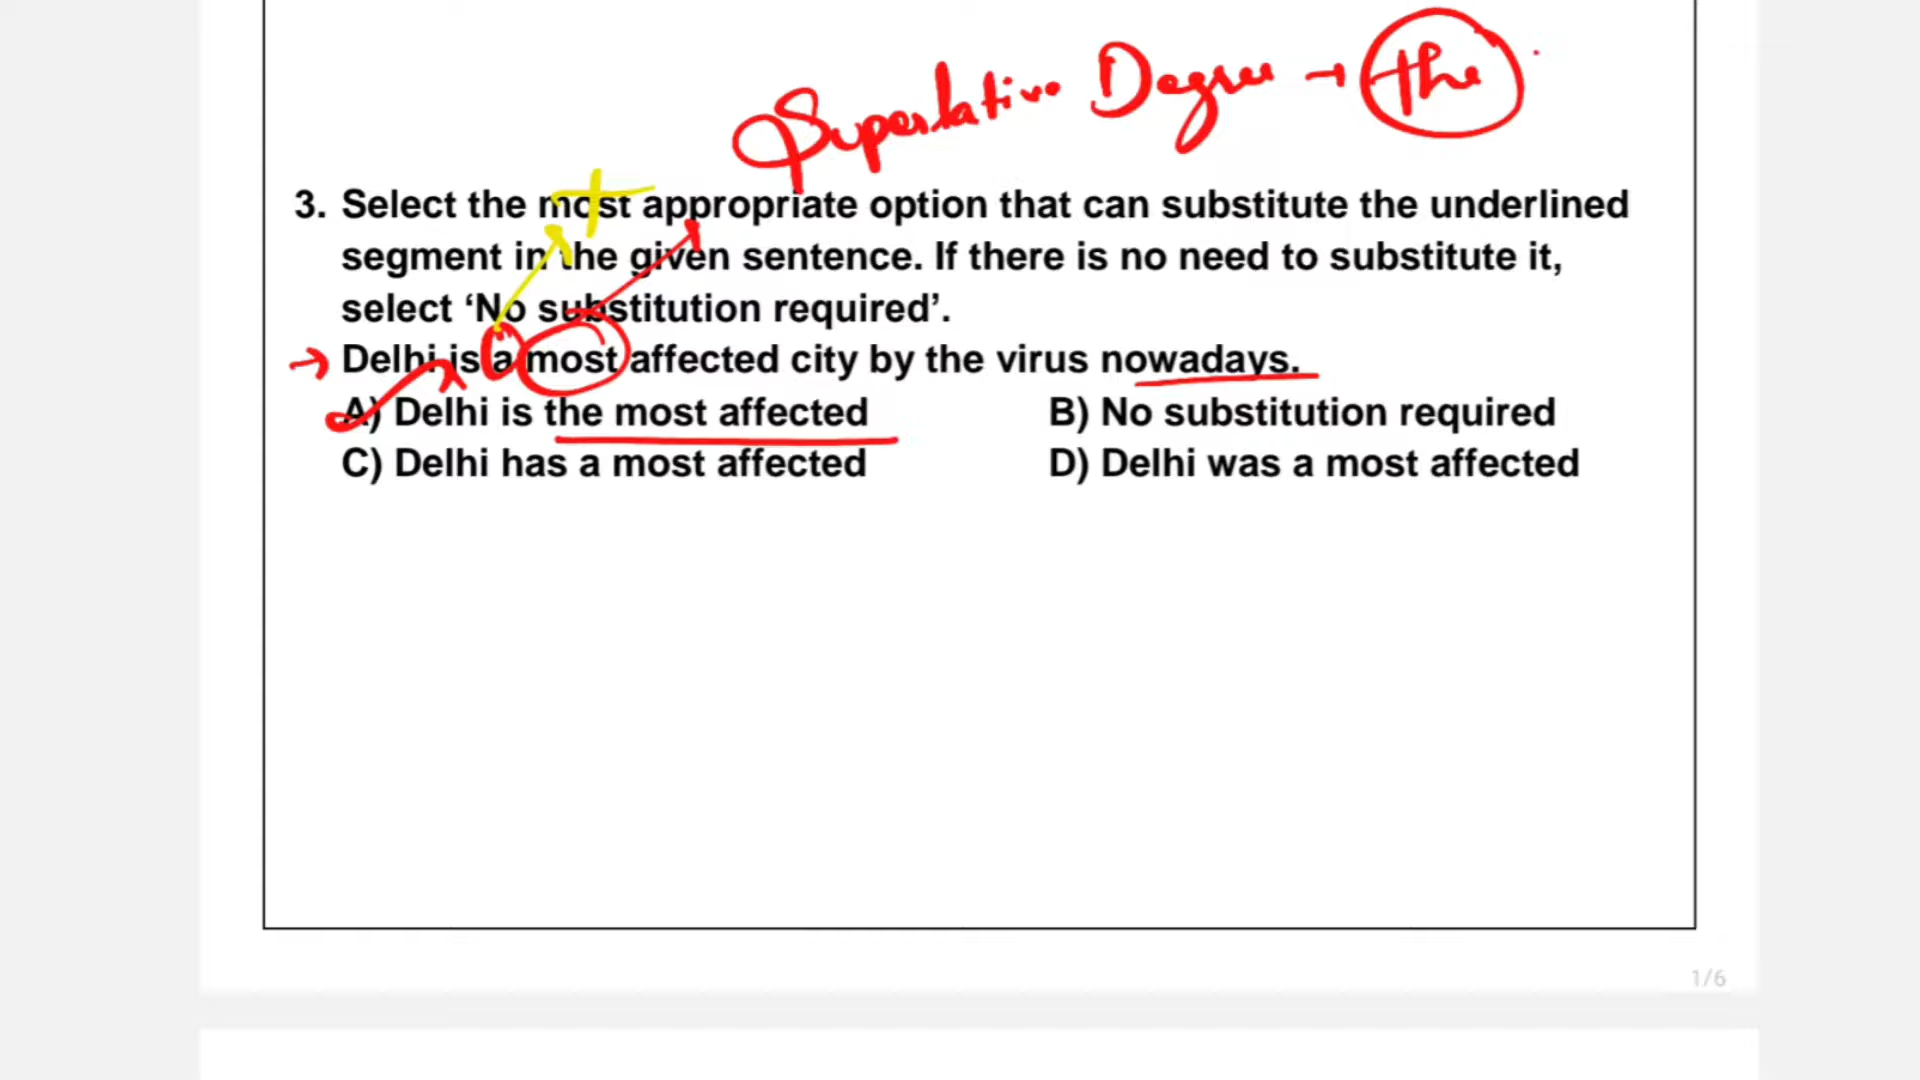 Superlative Degree → the
3. Select the most appropriate option that can substitute the underlined
segment in the given sentence. If there is no need to substitute it,
select ‘No substitution required’.
→ Delhi is a most affected city by the virus nowadays.
A) Delhi is the most affected B) No substitution required
C) Delhi has a most affected D) Delhi was a most affected
1/6